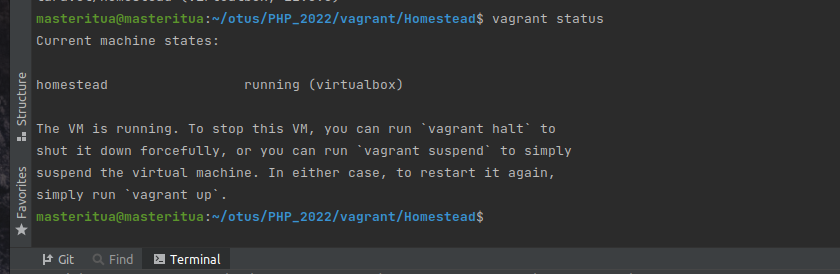 masteritua@masteritua:~/otus/PHP_2022/vagrant/Homestead$ vagrant status
Current machine states:
homestead                 running (virtualbox)
The VM is running. To stop this VM, you can run `vagrant halt` to
shut it down forcefully, or you can run `vagrant suspend` to simply
suspend the virtual machine. In either case, to restart it again,
simply run `vagrant up`.
masteritua@masteritua:~/otus/PHP_2022/vagrant/Homestead$
Structure
Favorites
Git
Find
Terminal